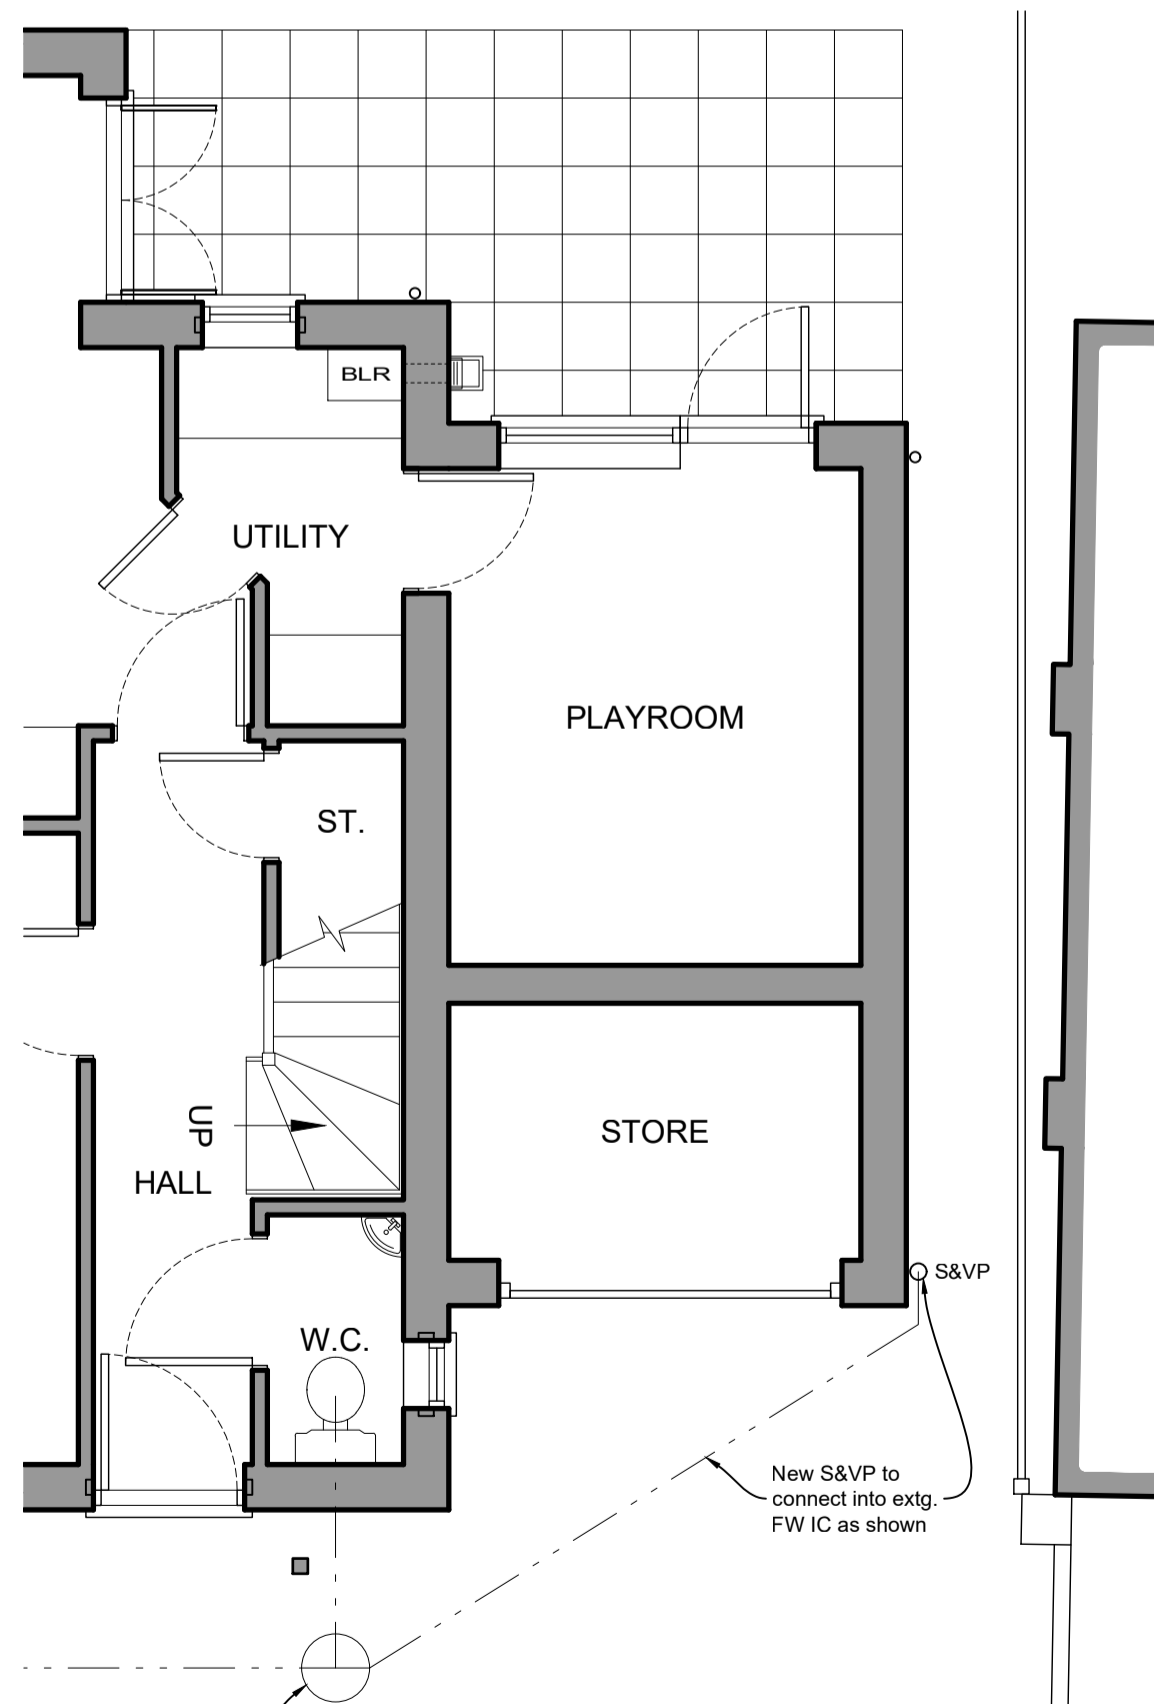 BLR
UTILITY
PLAYROOM
ST.
UP
STORE
HALL
S&VP
W.C.
New S&VP to
connect into extg.
FW IC as shown